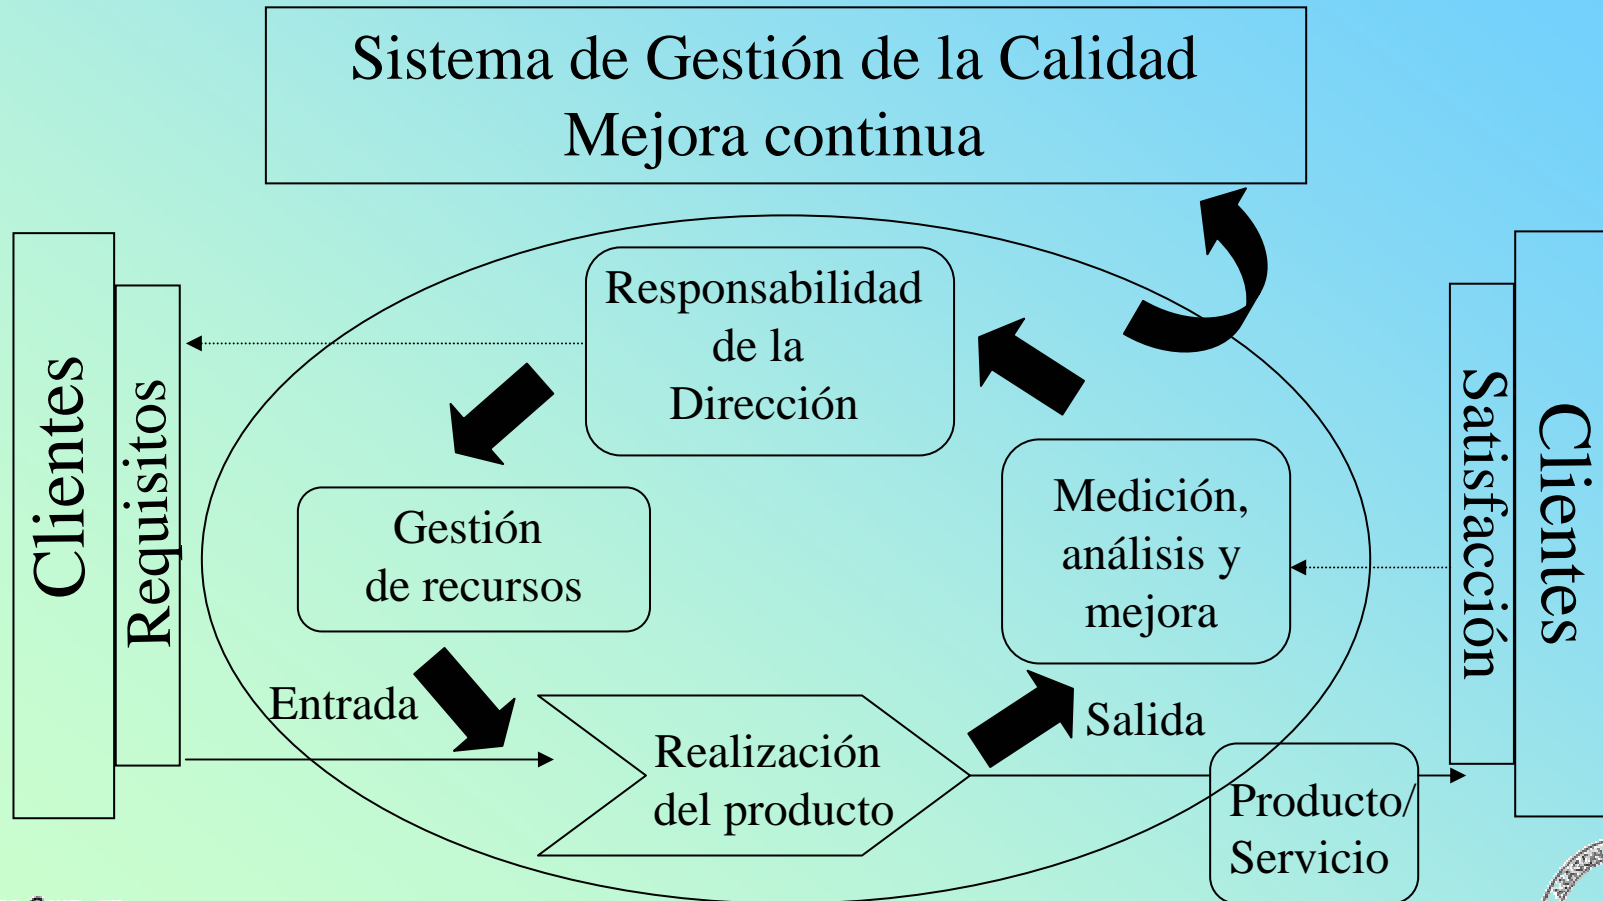 Sistema de Gestión de la Calidad
Mejora continua
Clientes
Requisitos
Responsabilidad
de la
Dirección
Gestión
de recursos
Medición,
análisis y
mejora
Satisfacción
Clientes
Entrada
Realización
del producto
Salida
Producto/
Servicio